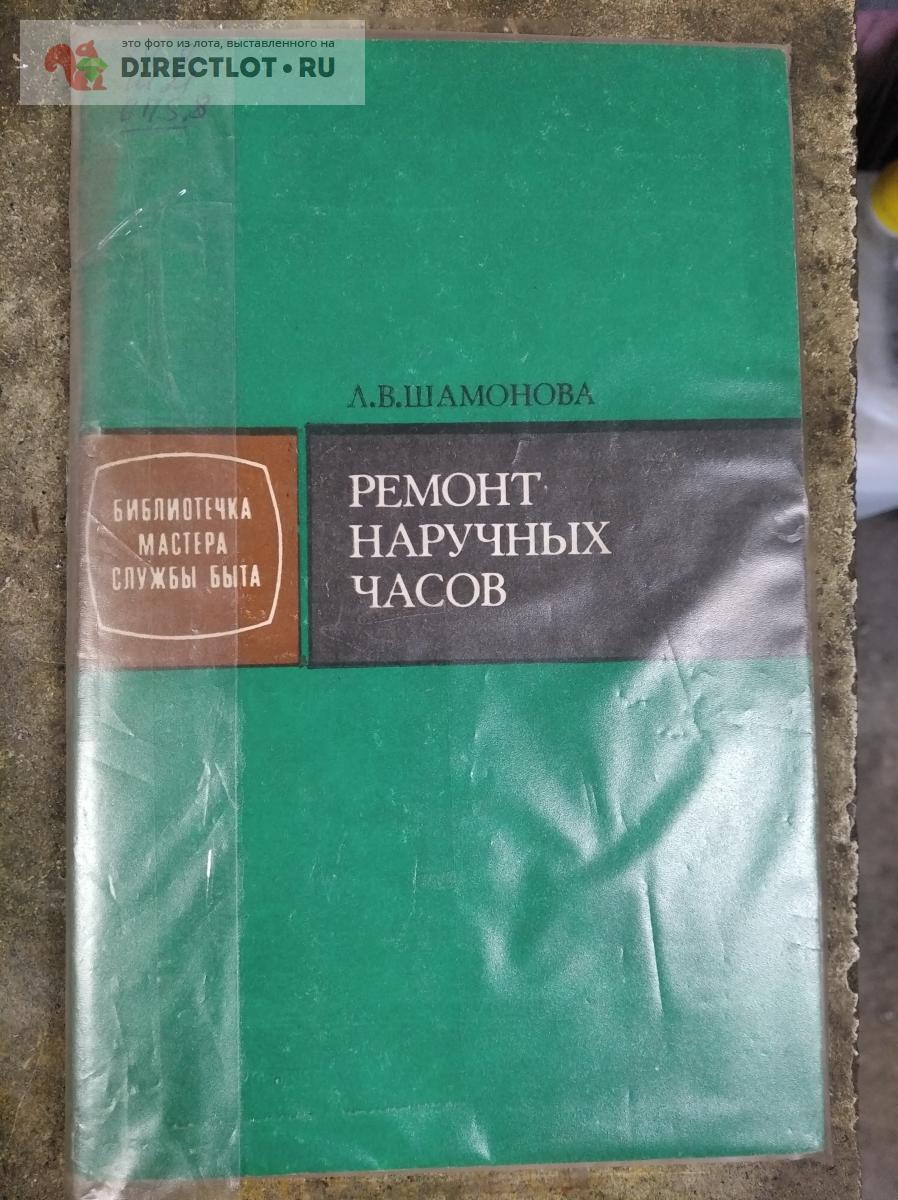 это фото из лота, выставленного на
DIRECTLOT•RU
Л.В.ШАМОНОВА
РЕМОНТ
НАРУЧНЫХ
ЧАСОВ
БИБЛИОТЕЧКА
МАСТЕРА
СЛУЖБЫ БЫТА